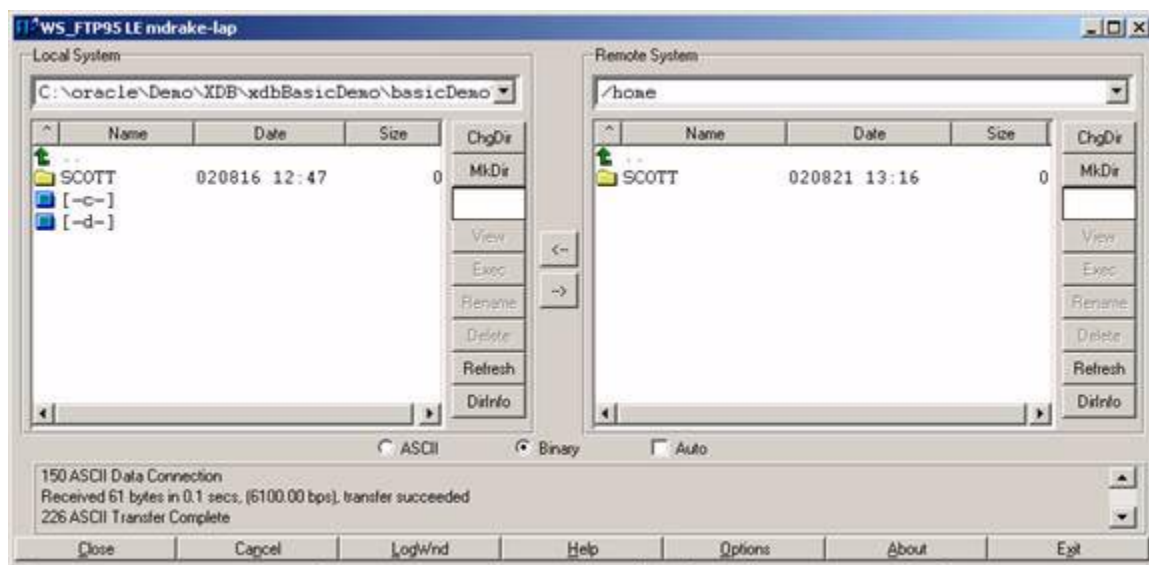 WS_FTP95 LE mdrake-lap
Local System
C:\oracle\Demo\XDB\xdbBasicDemo\basicDemo
^ Name Date Size
..
SCOTT 020816 12:47 0
[-c-]
[-d-]
ChgDir
MkDir
View
Exec
Rename
Delete
Refresh
DirInfo
<--
-->
Remote System
/home
^ Name Date Size
..
SCOTT 020821 13:16 0
ChgDir
MkDir
View
Exec
Rename
Delete
Refresh
DirInfo
ASCII Binary Auto
150 ASCII Data Connection
Received 61 bytes in 0.1 secs, (6100.00 bps), transfer succeeded
226 ASCII Transfer Complete
Close Cancel LogWnd Help Options About Exit